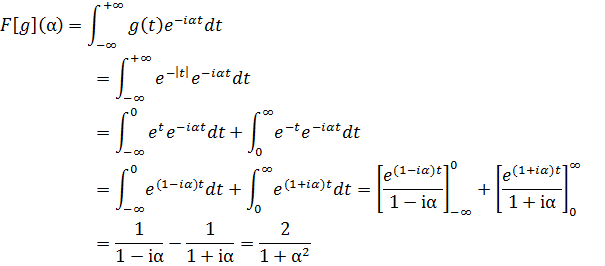 F[g](α) = ∫_{−∞}^{+∞} g(t)e^{−iαt}dt
= ∫_{−∞}^{+∞} e^{−|t|}e^{−iαt}dt
= ∫_{−∞}^{0} e^{t}e^{−iαt}dt + ∫_{0}^{∞} e^{−t}e^{−iαt}dt
= ∫_{−∞}^{0} e^{(1−iα)t}dt + ∫_{0}^{∞} e^{(1+iα)t}dt = [e^{(1−iα)t}/(1 − iα)]_{−∞}^{0} + [e^{(1+iα)t}/(1 + iα)]_{0}^{∞}
= 1/(1 − iα) − 1/(1 + iα) = 2/(1 + α²)